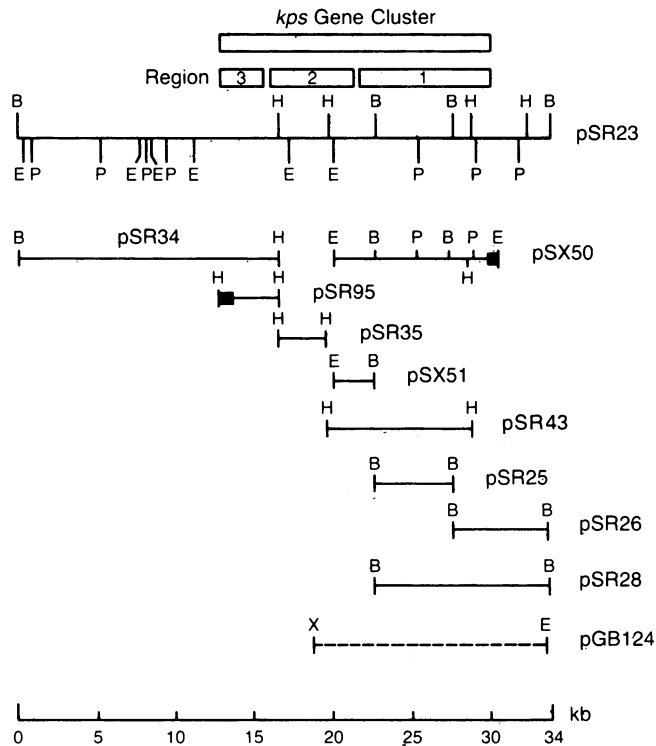 kps Gene Cluster
Region 3 2 1
B H H B B H H B
pSR23
E P P E P E P E E E P P P
B pSR34 H E B P B P E
pSX50
H
H H pSR95
H H pSR35
E B pSX51
H H pSR43
B B pSR25
B B pSR26
B B pSR28
X E pGB124
kb
0 5 10 15 20 25 30 34